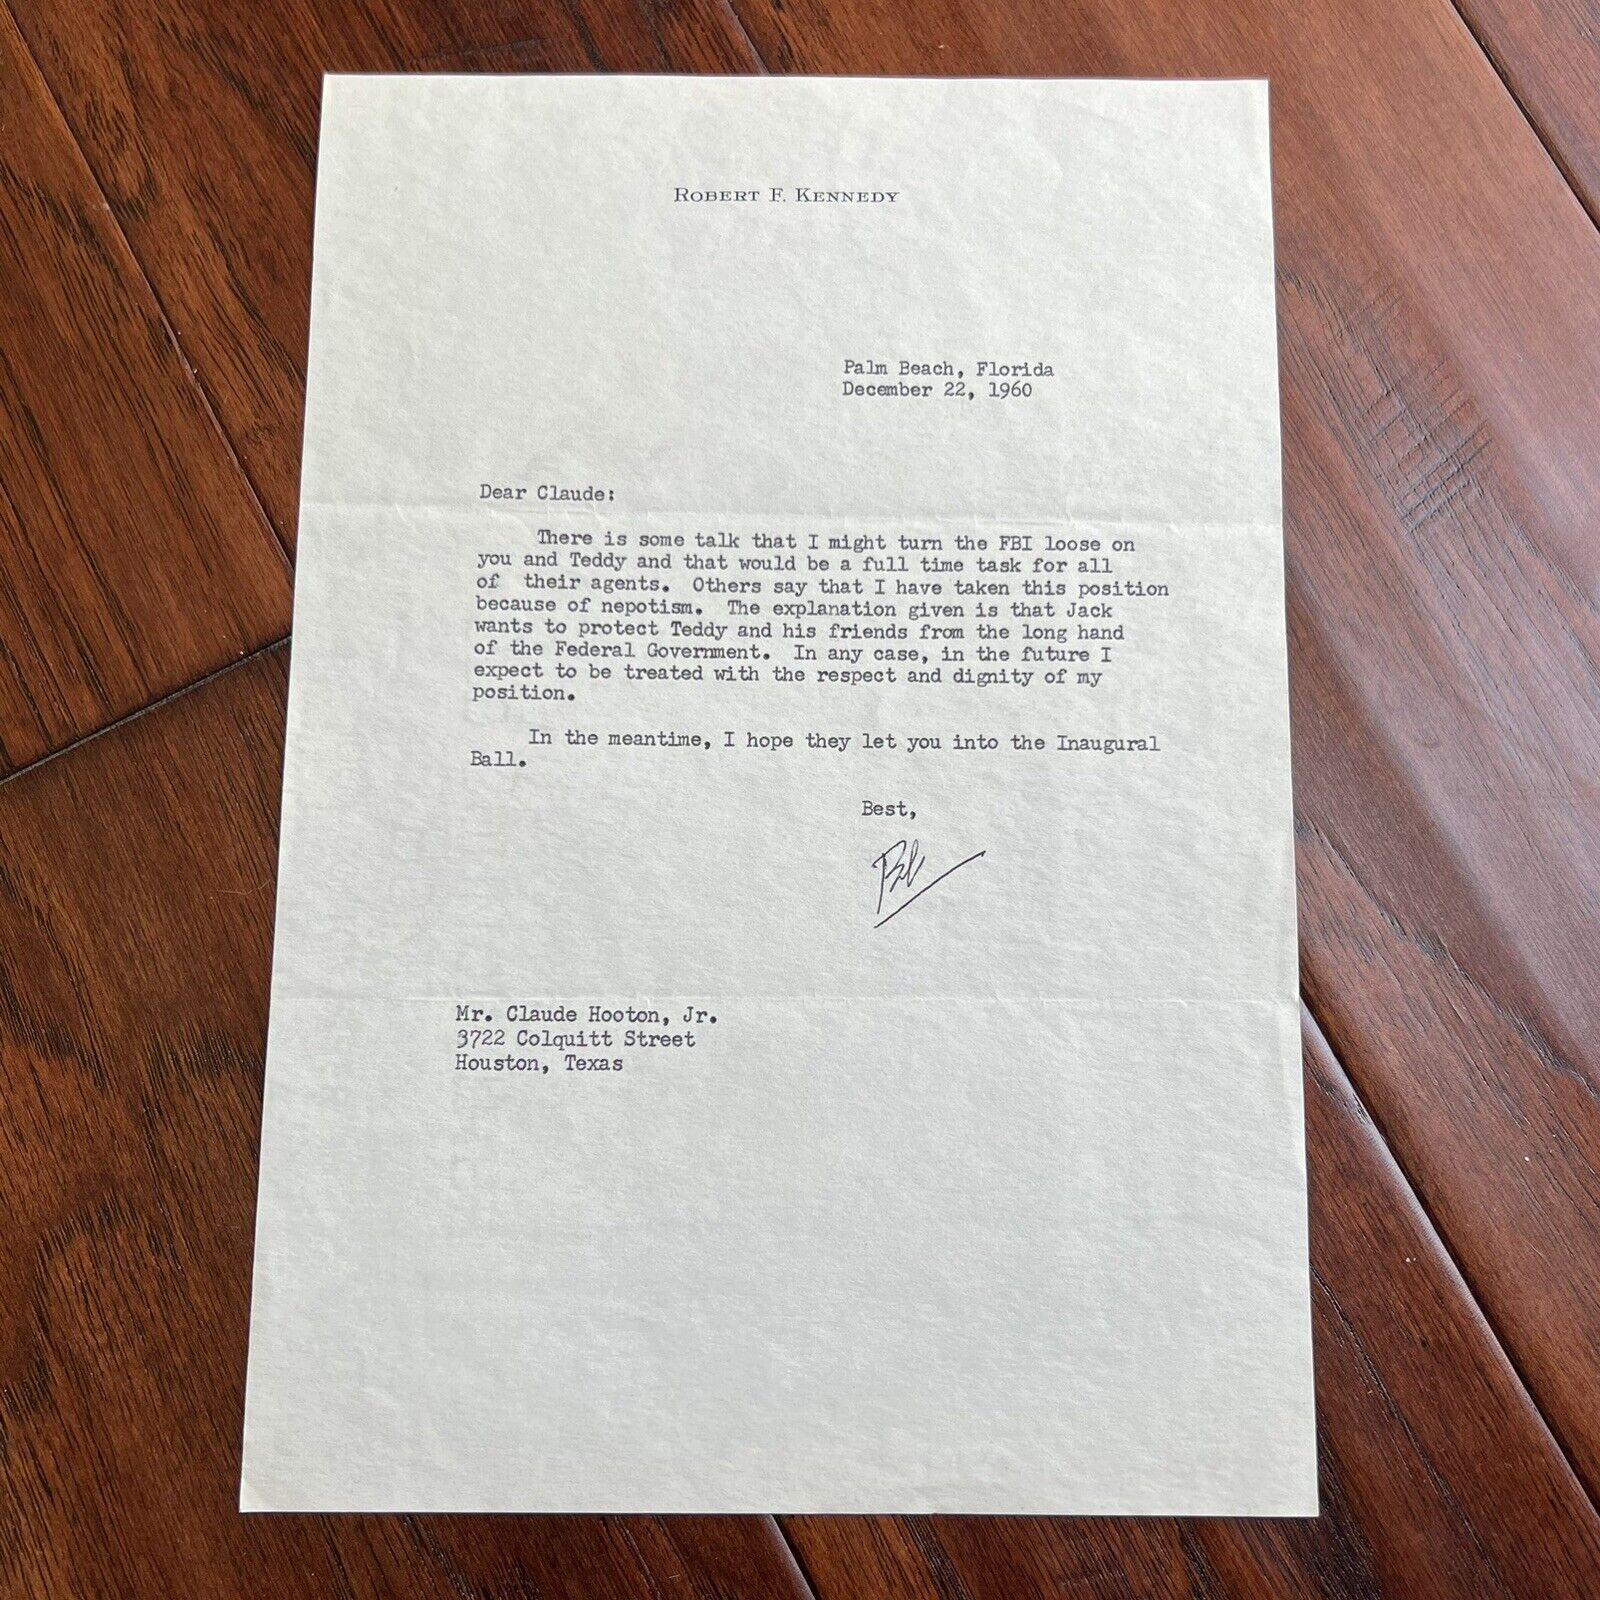 ROBERT F. KENNEDY
Palm Beach, Florida
December 22, 1960
Dear Claude:
There is some talk that I might turn the FBI loose on
you and Teddy and that would be a full time task for all
of their agents. Others say that I have taken this position
because of nepotism. The explanation given is that Jack
wants to protect Teddy and his friends from the long hand
of the Federal Government. In any case, in the future I
expect to be treated with the respect and dignity of my
position.
In the meantime, I hope they let you into the Inaugural
Ball.
Best,
Bob
Mr. Claude Hooton, Jr.
3722 Colquitt Street
Houston, Texas